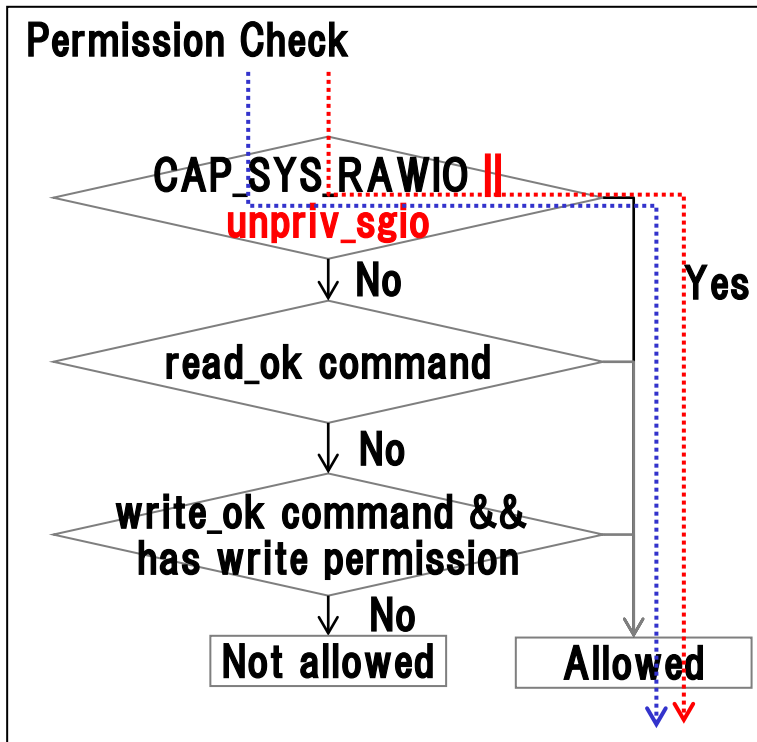 Permission Check
CAP_SYS_RAWIO ||
unpriv_sgio
No
Yes
read_ok command
No
write_ok command &&
has write permission
No
Not allowed
Allowed